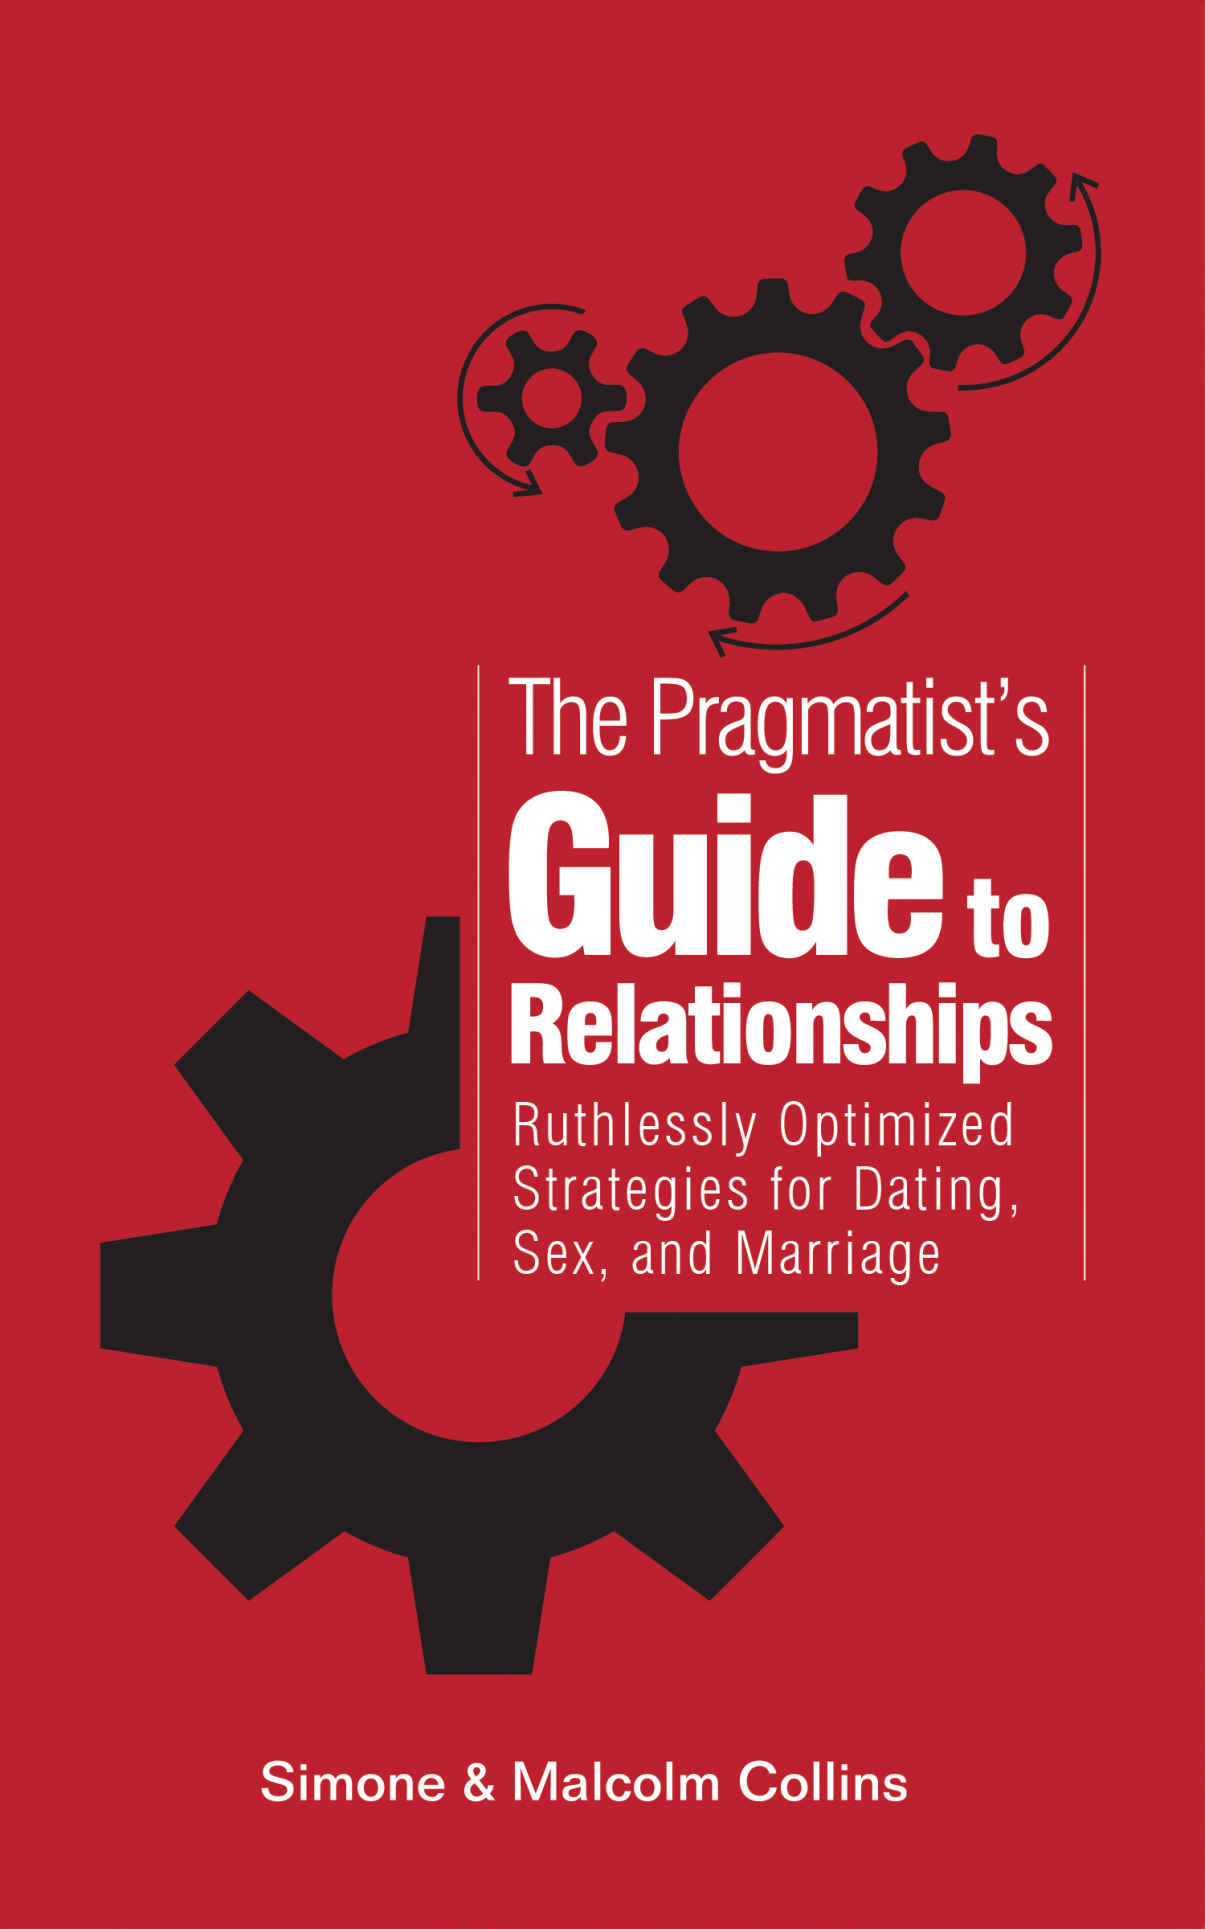 The Pragmatist’s
Guide to
Relationships
Ruthlessly Optimized
Strategies for Dating,
Sex, and Marriage
Simone & Malcolm Collins